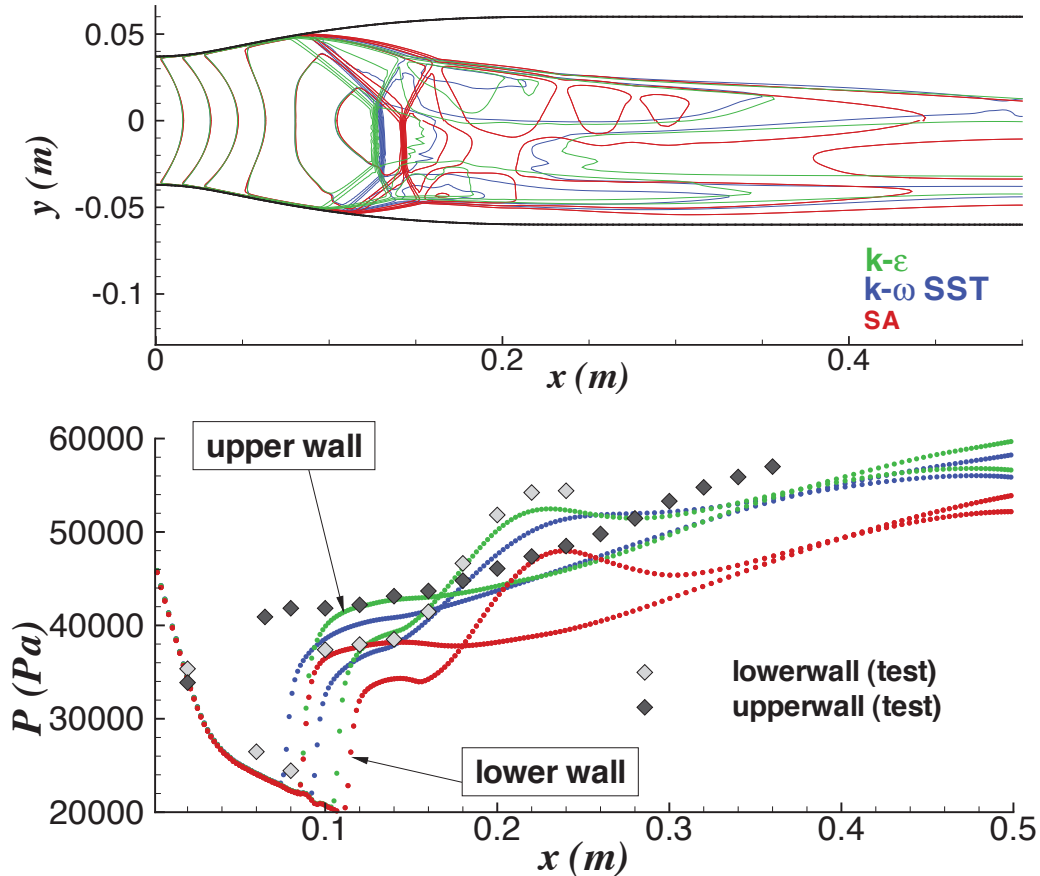 0.05
0
-0.05
-0.1
y (m)
k-ε
k-ω SST
SA
0
0.2
0.4
x (m)
60000
50000
40000
30000
20000
P (Pa)
upper wall
lowerwall (test)
upperwall (test)
lower wall
0.1
0.2
0.3
0.4
0.5
x (m)